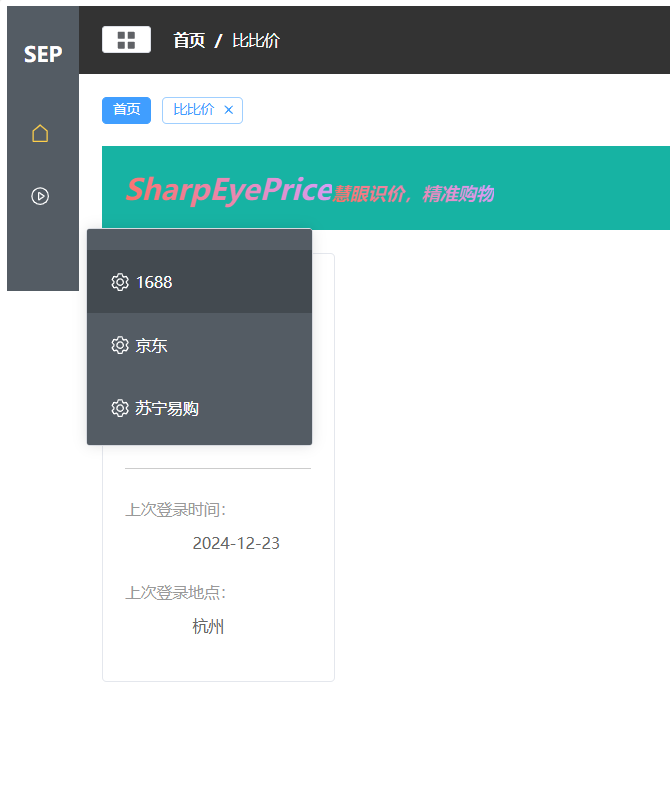 SEP
首页 / 比比价
首页 比比价 ×
SharpEyePrice慧眼识价，精准购物
1688
京东
苏宁易购
上次登录时间：
2024-12-23
上次登录地点：
杭州